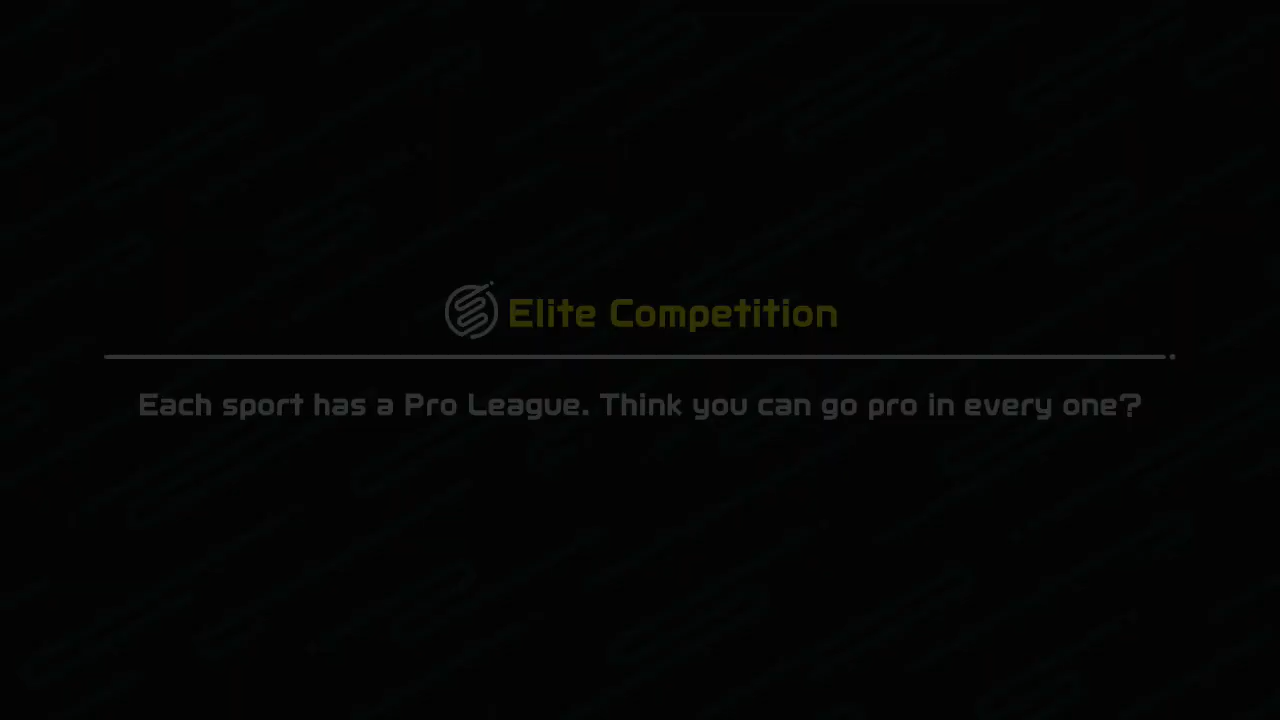 Elite Competition
Each sport has a Pro League. Think you can go pro in every one?